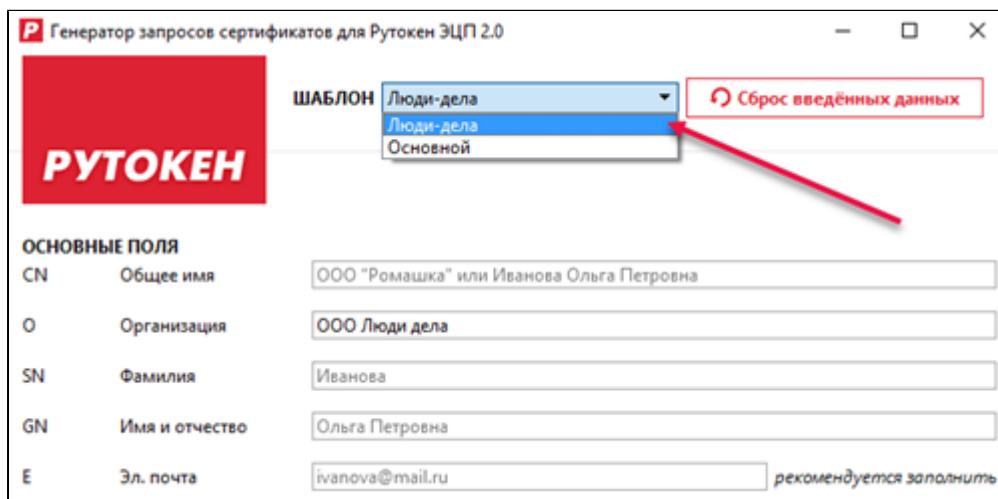 Р Генератор запросов сертификатов для Рутокен ЭЦП 2.0
ШАБЛОН Люди-дела Сброс введённых данных
Люди-дела
Основной
РУТОКЕН
ОСНОВНЫЕ ПОЛЯ
CN Общее имя ООО "Ромашка" или Иванова Ольга Петровна
O Организация ООО Люди дела
SN Фамилия Иванова
GN Имя и отчество Ольга Петровна
E Эл. почта ivanova@mail.ru рекомендуется заполнить